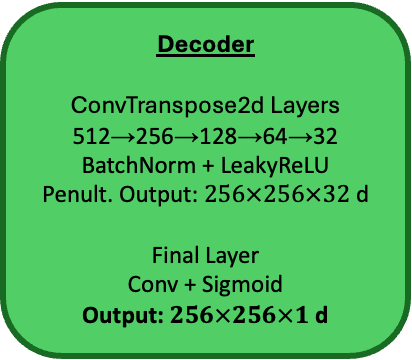 Decoder
ConvTranspose2d Layers
512→256→128→64→32
BatchNorm + LeakyReLU
Penult. Output: 256×256×32 d
Final Layer
Conv + Sigmoid
Output: 256×256×1 d